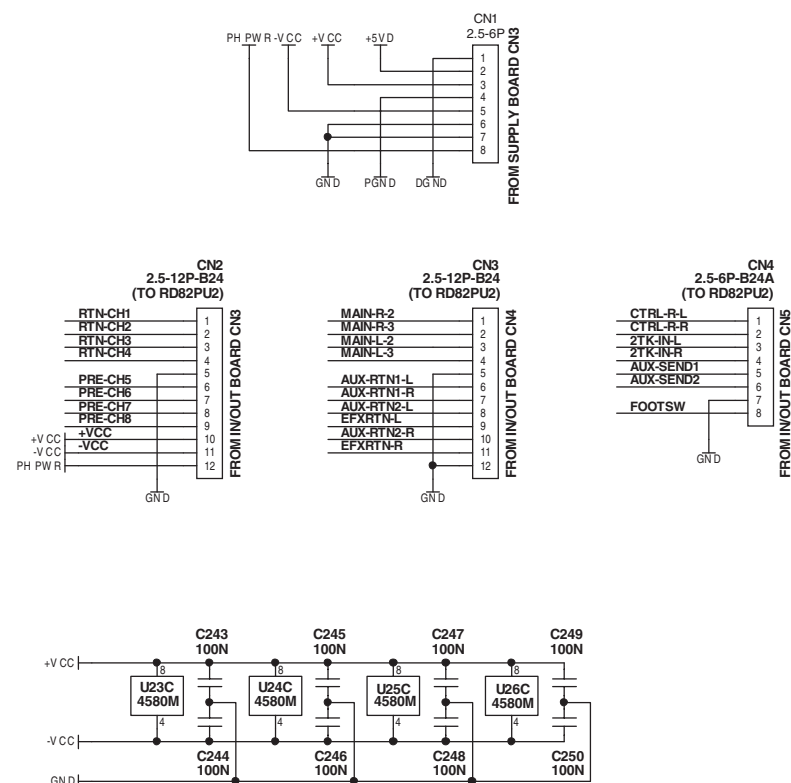 CN1
2.5-6P
PH PWR -VCC +VCC +5VD
1
2
3
4
5
6
7
8
FROM SUPPLY BOARD CN3
GND PGND DGND
CN2
2.5-12P-B24
(TO RD82PU2)
RTN-CH1 1
RTN-CH2 2
RTN-CH3 3
RTN-CH4 4
5
PRE-CH5 6
PRE-CH6 7
PRE-CH7 8
PRE-CH8 9
+VCC +VCC 10
-VCC -VCC 11
PH PWR 12
FROM IN/OUT BOARD CN3
GND
CN3
2.5-12P-B24
(TO RD82PU2)
MAIN-R-2 1
MAIN-R-3 2
MAIN-L-2 3
MAIN-L-3 4
5
AUX-RTN1-L 6
AUX-RTN1-R 7
AUX-RTN2-L 8
EFXRTN-L 9
AUX-RTN2-R 10
EFXRTN-R 11
12
FROM IN/OUT BOARD CN4
GND
CN4
2.5-6P-B24A
(TO RD82PU2)
CTRL-R-L 1
CTRL-R-R 2
2TK-IN-L 3
2TK-IN-R 4
AUX-SEND1 5
AUX-SEND2 6
7
FOOTSW 8
FROM IN/OUT BOARD CN5
GND
C243 C245 C247 C249
100N 100N 100N 100N
+VCC
8 8 8 8
U23C U24C U25C U26C
4580M 4580M 4580M 4580M
4 4 4 4
-VCC
C244 C246 C248 C250
100N 100N 100N 100N
GND